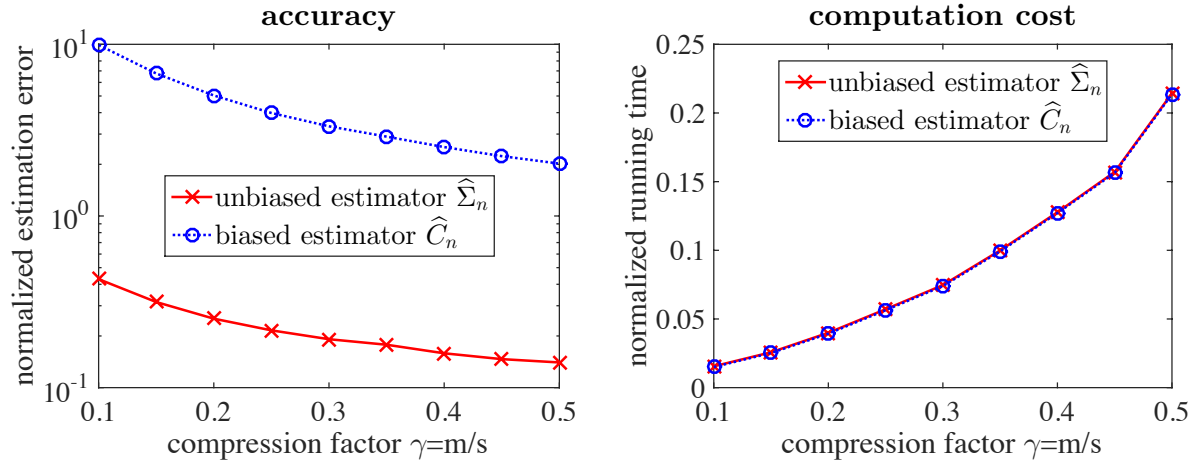 accuracy
normalized estimation error
10^1
10^0
10^-1
unbiased estimator Σ̂_n
biased estimator Ĉ_n
0.1 0.2 0.3 0.4 0.5
compression factor γ=m/s
computation cost
normalized running time
0.25
0.2
0.15
0.1
0.05
0
unbiased estimator Σ̂_n
biased estimator Ĉ_n
0.1 0.2 0.3 0.4 0.5
compression factor γ=m/s